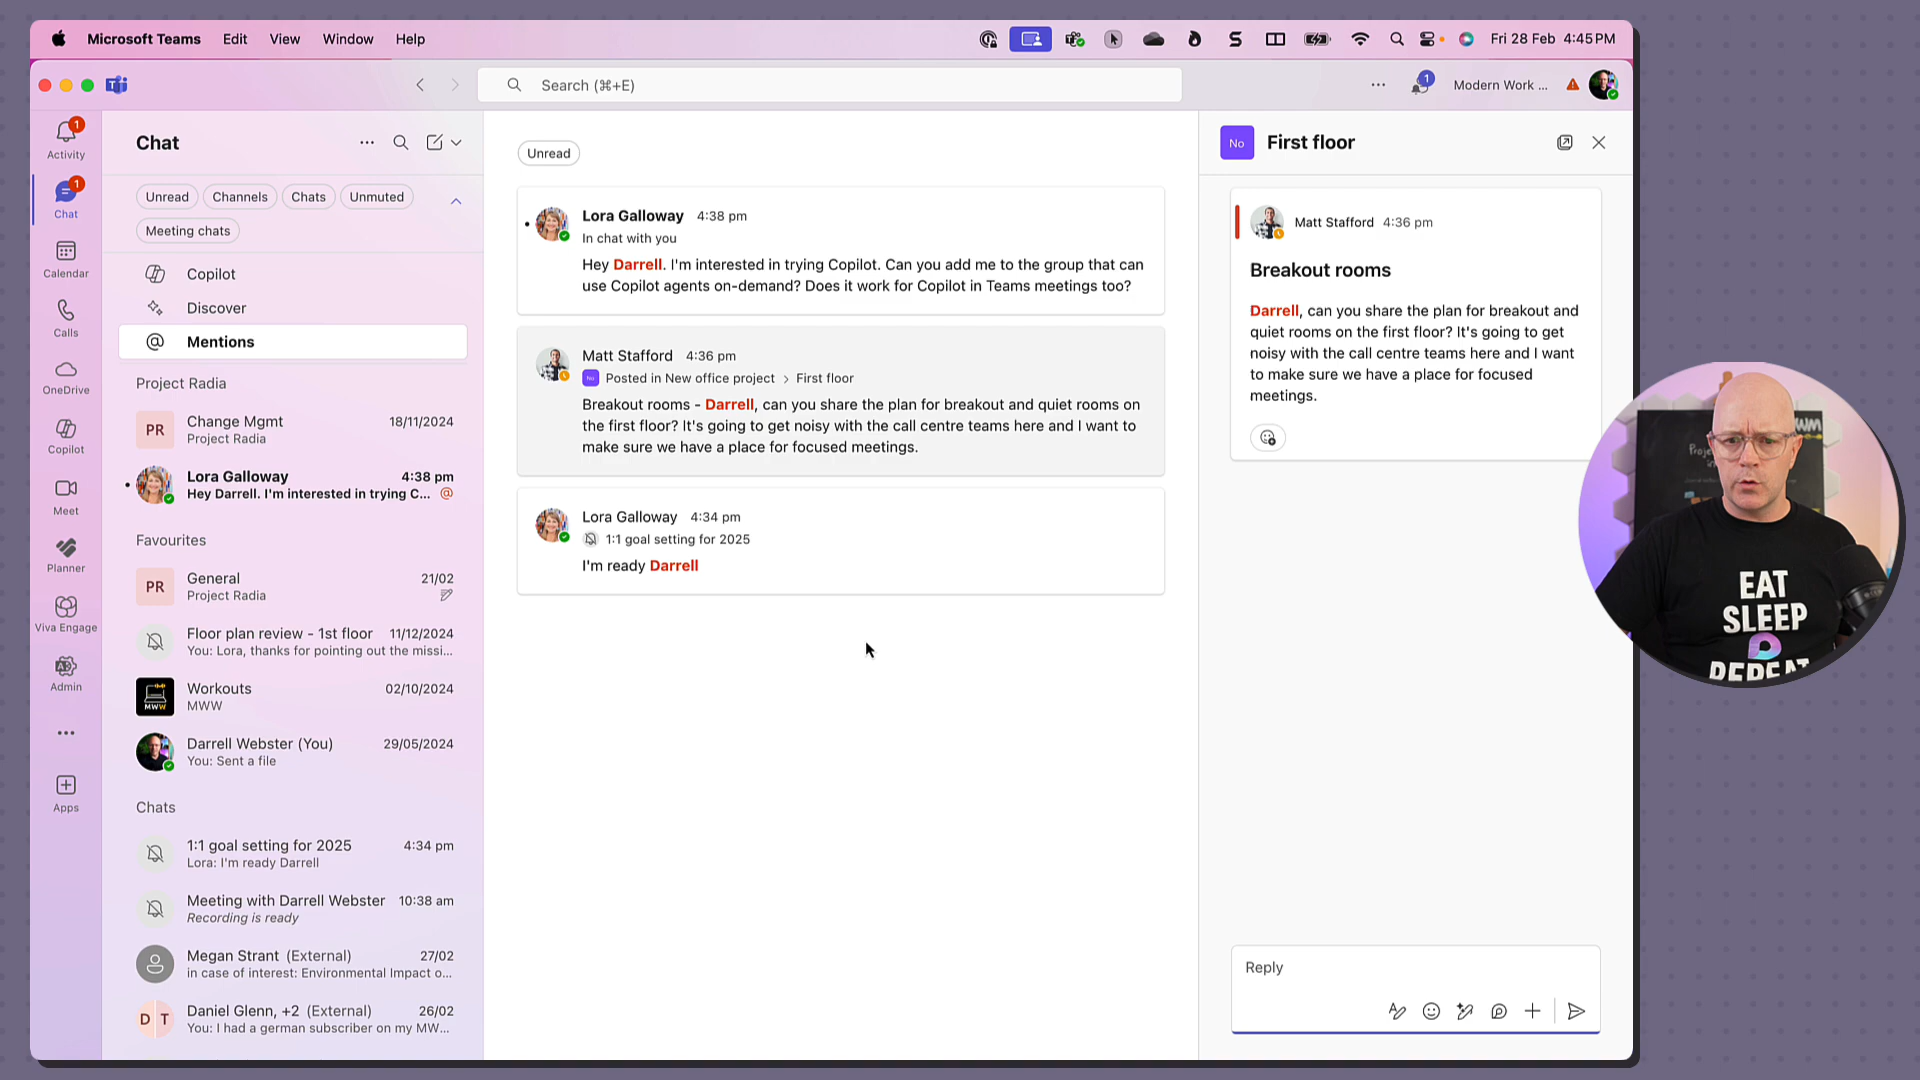 Microsoft Teams Edit View Window Help
Fri 28 Feb 4:45 PM
Search (⌘+E)
1
Modern Work ...
1
Activity
1
Chat
Calendar
Calls
OneDrive
Copilot
Meet
Planner
Viva Engage
Admin
Apps
Chat
Unread Channels Chats Unmuted
Meeting chats
Copilot
Discover
@ Mentions
Project Radia
PR Change Mgmt 18/11/2024
Project Radia
Lora Galloway 4:38 pm
Hey Darrell. I'm interested in trying C... @
Favourites
PR General 21/02
Project Radia
Floor plan review - 1st floor 11/12/2024
You: Lora, thanks for pointing out the missi...
MWW
Workouts 02/10/2024
MWW
Darrell Webster (You) 29/05/2024
You: Sent a file
Chats
1:1 goal setting for 2025 4:34 pm
Lora: I'm ready Darrell
Meeting with Darrell Webster 10:38 am
Recording is ready
Megan Strant (External) 27/02
in case of interest: Environmental Impact o...
D T Daniel Glenn, +2 (External) 26/02
You: I had a german subscriber on my MW...
Unread
Lora Galloway 4:38 pm
In chat with you
Hey Darrell. I'm interested in trying Copilot. Can you add me to the group that can
use Copilot agents on-demand? Does it work for Copilot in Teams meetings too?
Matt Stafford 4:36 pm
Posted in New office project > First floor
Breakout rooms - Darrell, can you share the plan for breakout and quiet rooms on
the first floor? It's going to get noisy with the call centre teams here and I want to
make sure we have a place for focused meetings.
Lora Galloway 4:34 pm
1:1 goal setting for 2025
I'm ready Darrell
No First floor
Matt Stafford 4:36 pm
Breakout rooms
Darrell, can you share the plan for breakout and
quiet rooms on the first floor? It's going to get
noisy with the call centre teams here and I want
to make sure we have a place for focused
meetings.
Reply
EAT
SLEEP
REPEAT